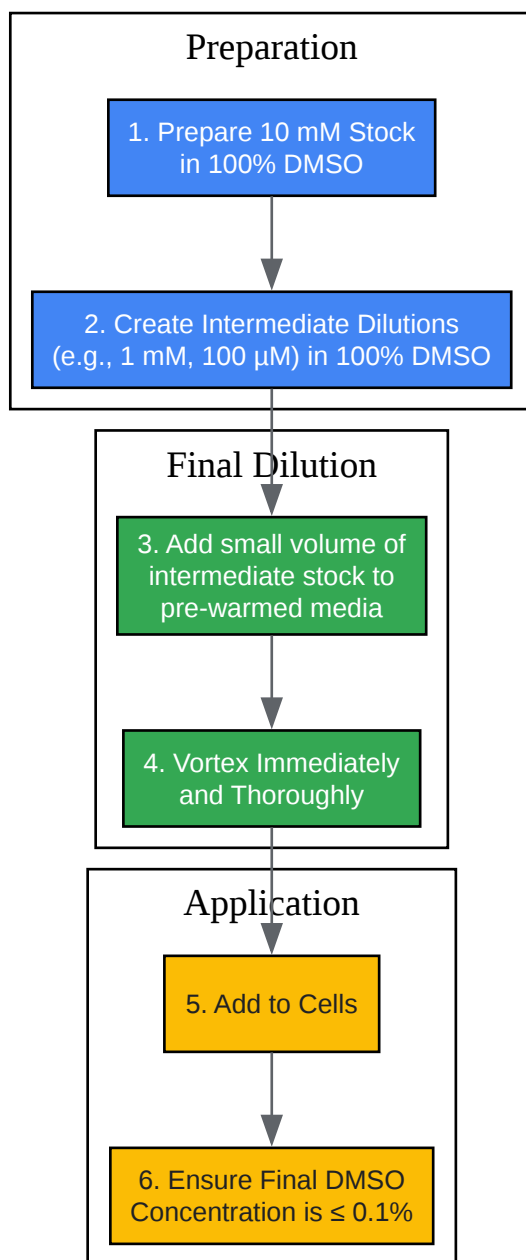 Preparation
1. Prepare 10 mM Stock
in 100% DMSO
2. Create Intermediate Dilutions
(e.g., 1 mM, 100 µM) in 100% DMSO
Final Dilution
3. Add small volume of
intermediate stock to
pre-warmed media
4. Vortex Immediately
and Thoroughly
Application
5. Add to Cells
6. Ensure Final DMSO
Concentration is ≤ 0.1%